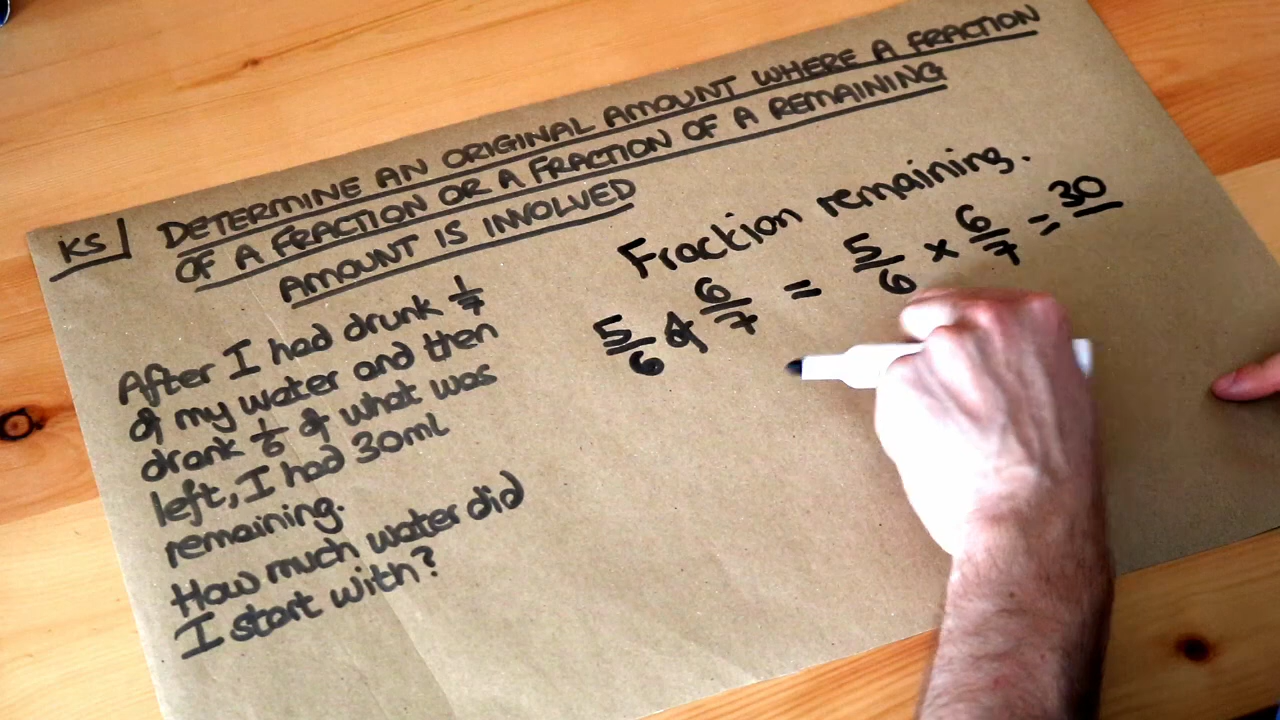 KS
DETERMINE AN ORIGINAL AMOUNT WHERE A FRACTION
OF A FRACTION OR A FRACTION OF A REMAINING
AMOUNT IS INVOLVED
After I had drunk 1/7
of my water and then
drank 1/6 of what was
left, I had 30ml
remaining.
How much water did
I start with?
Fraction remaining.
5/6 of 6/7 = 5/6 × 6/7 = 30/